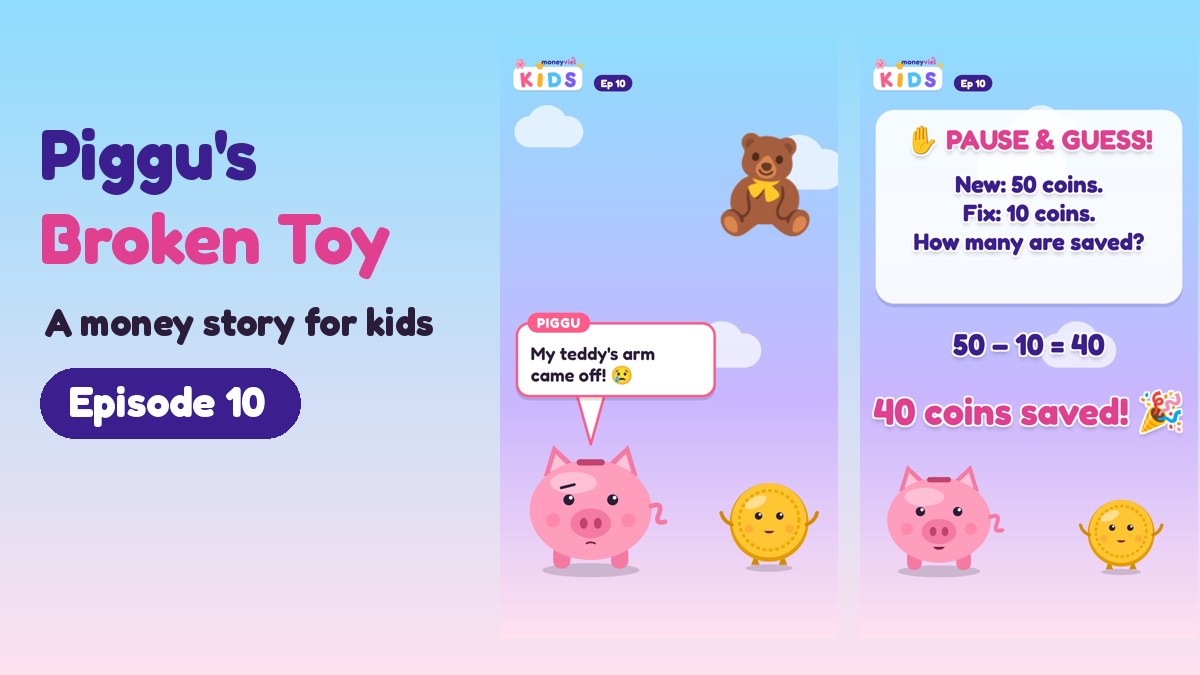 Piggu's
Broken Toy
A money story for kids
Episode 10
moneyviet
KIDS
Ep 10
PIGGU
My teddy's arm
came off! 😢
moneyviet
KIDS
Ep 10
✋ PAUSE & GUESS!
New: 50 coins.
Fix: 10 coins.
How many are saved?
50 – 10 = 40
40 coins saved! 🎉